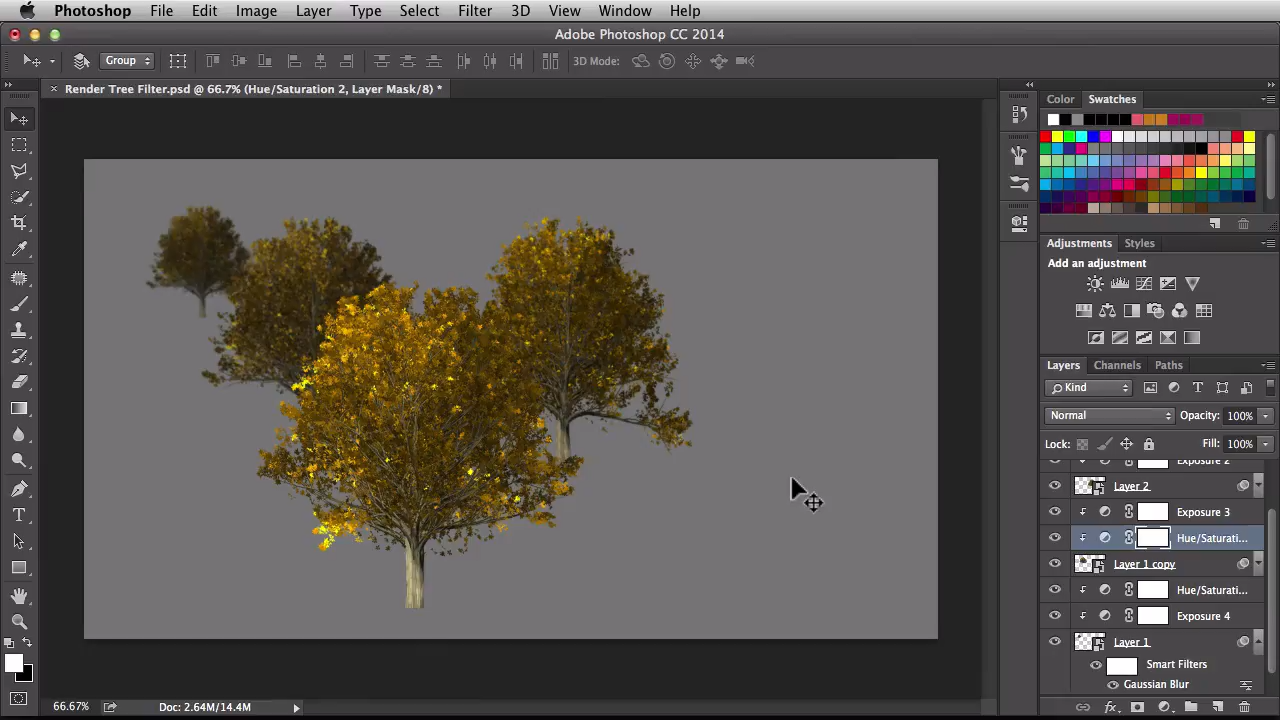 Photoshop File Edit Image Layer Type Select Filter 3D View Window Help
Adobe Photoshop CC 2014
Group 3D Mode:
Render Tree Filter.psd @ 66.7% (Hue/Saturation 2, Layer Mask/8) *
Color Swatches
Adjustments Styles
Add an adjustment
Layers Channels Paths
Kind
Normal Opacity: 100%
Lock: Fill: 100%
Exposure 2
Layer 2
Exposure 3
Hue/Saturati...
Layer 1 copy
Hue/Saturati...
Exposure 4
Layer 1
Smart Filters
Gaussian Blur
66.67% Doc: 2.64M/14.4M